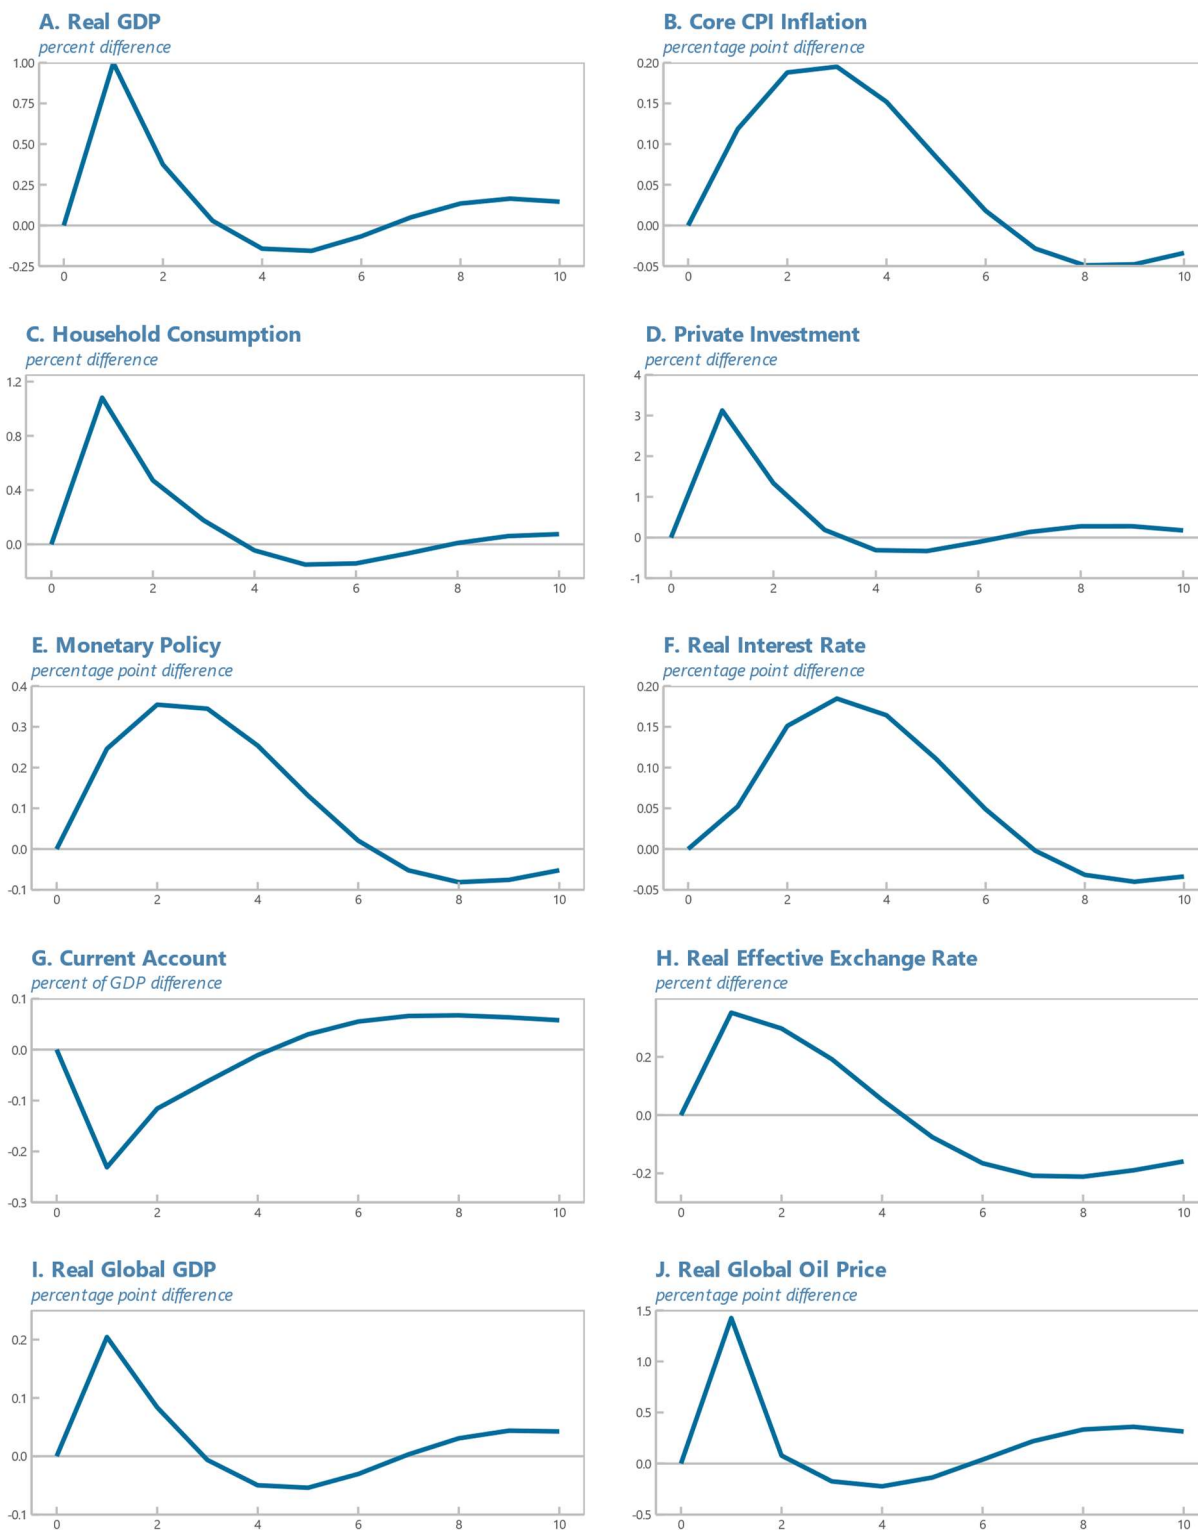 A. Real GDP
percent difference
1.00
0.75
0.50
0.25
0.00
-0.25
0 2 4 6 8 10
B. Core CPI Inflation
percentage point difference
0.20
0.15
0.10
0.05
0.00
-0.05
0 2 4 6 8 10
C. Household Consumption
percent difference
1.2
0.8
0.4
0.0
0 2 4 6 8 10
D. Private Investment
percent difference
4
3
2
1
0
-1
0 2 4 6 8 10
E. Monetary Policy
percentage point difference
0.4
0.3
0.2
0.1
0.0
-0.1
0 2 4 6 8 10
F. Real Interest Rate
percentage point difference
0.20
0.15
0.10
0.05
0.00
-0.05
0 2 4 6 8 10
G. Current Account
percent of GDP difference
0.1
0.0
-0.1
-0.2
-0.3
0 2 4 6 8 10
H. Real Effective Exchange Rate
percent difference
0.2
0.0
-0.2
0 2 4 6 8 10
I. Real Global GDP
percentage point difference
0.2
0.1
0.0
-0.1
0 2 4 6 8 10
J. Real Global Oil Price
percentage point difference
1.5
1.0
0.5
0.0
-0.5
0 2 4 6 8 10